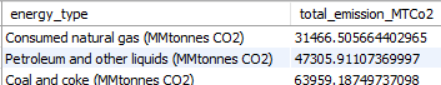 energy_type total_emission_MTCo2
Consumed natural gas (MMtonnes CO2) 31466.505664402965
Petroleum and other liquids (MMtonnes CO2) 47305.91107369997
Coal and coke (MMtonnes CO2) 63959.18749737098